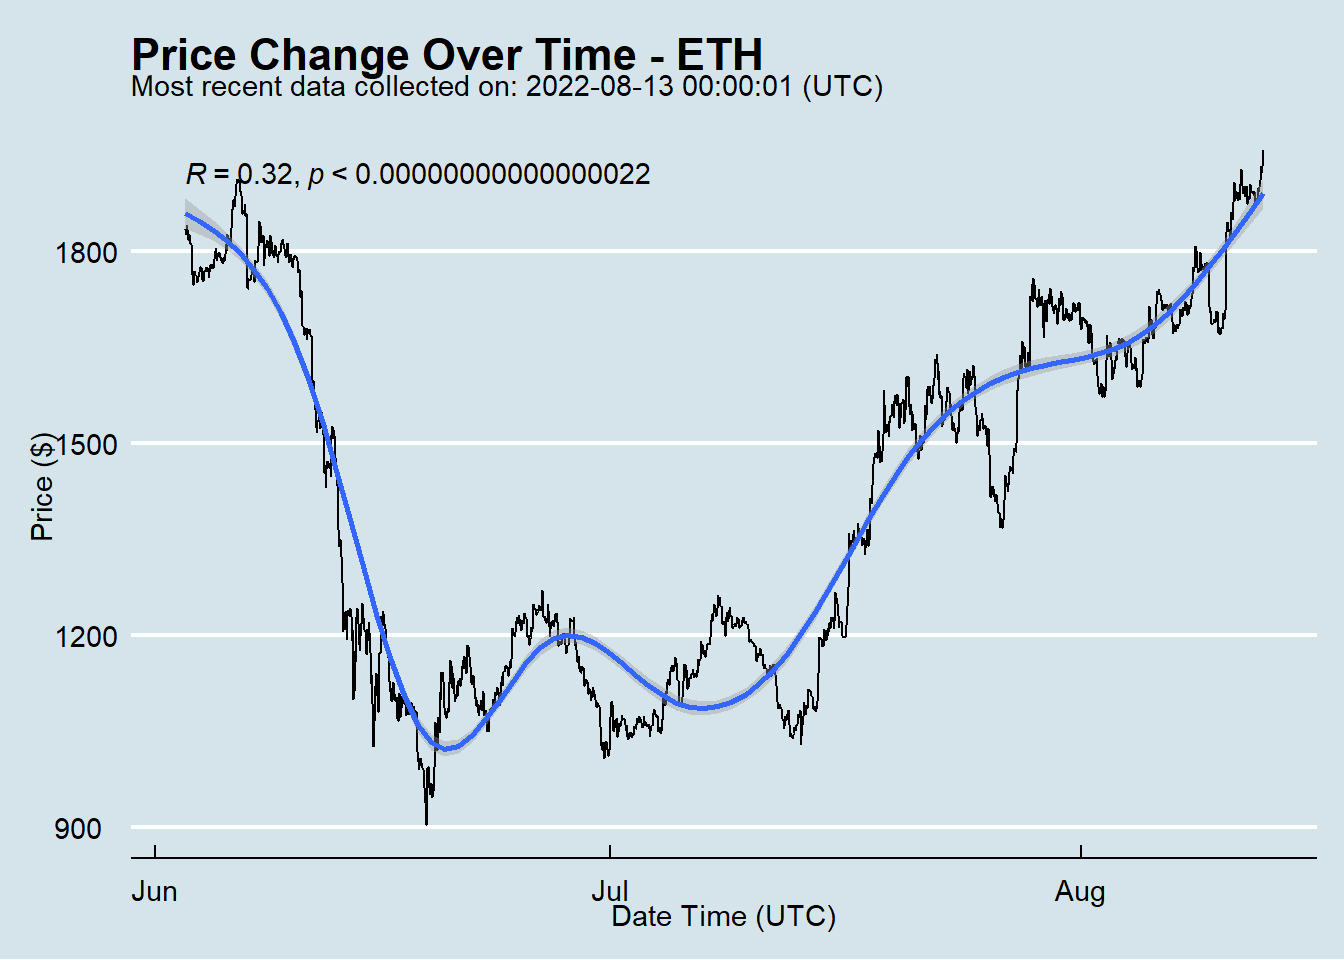 Price Change Over Time - ETH
Most recent data collected on: 2022-08-13 00:00:01 (UTC)
R = 0.32, p < 0.00000000000000022
1800
1500
1200
900
Price ($)
Jun
Jul
Aug
Date Time (UTC)